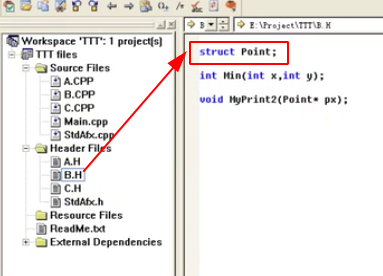 B
E:\Project\TTT\B.H
Workspace 'TTT': 1 project(s)
TTT files
Source Files
A.CPP
B.CPP
C.CPP
Main.cpp
StdAfx.cpp
Header Files
A.H
B.H
C.H
StdAfx.h
Resource Files
ReadMe.txt
External Dependencies
struct Point;
int Min(int x,int y);
void MyPrint2(Point* px);